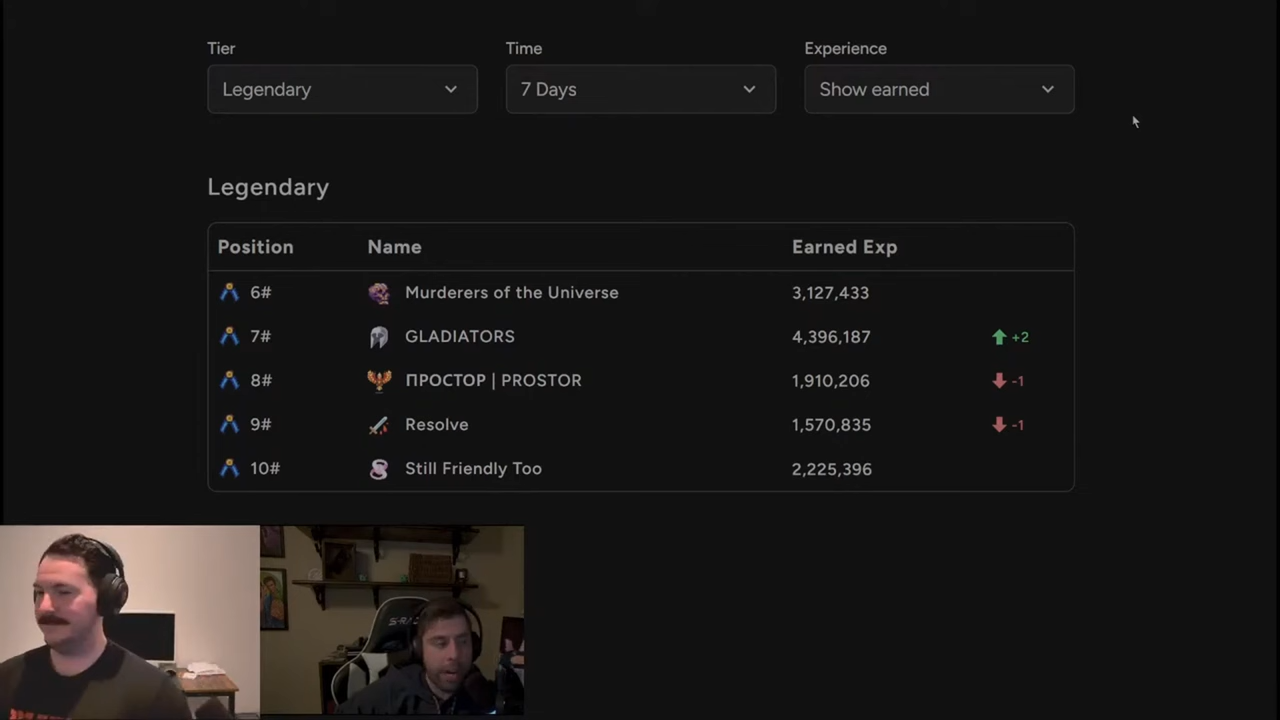 Tier Time Experience
Legendary 7 Days Show earned
Legendary
Position Name Earned Exp
6# Murderers of the Universe 3,127,433
7# GLADIATORS 4,396,187 +2
8# ПРОСТОР | PROSTOR 1,910,206 -1
9# Resolve 1,570,835 -1
10# Still Friendly Too 2,225,396